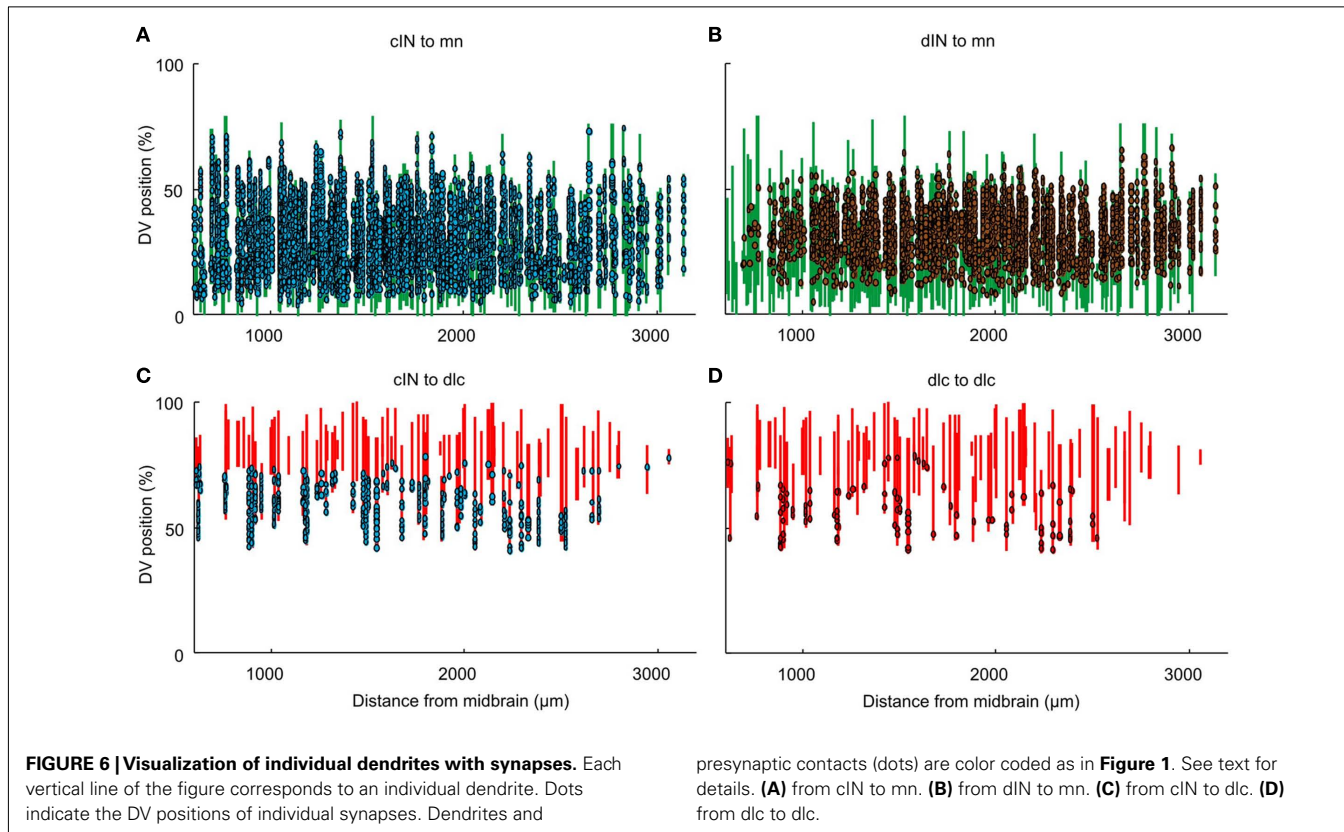 A
cIN to mn
B
dIN to mn
100
50
0
DV position (%)
1000 2000 3000
1000 2000 3000
C
cIN to dlc
D
dlc to dlc
100
50
0
DV position (%)
1000 2000 3000
1000 2000 3000
Distance from midbrain (µm)
Distance from midbrain (µm)
FIGURE 6 | Visualization of individual dendrites with synapses. Each
vertical line of the figure corresponds to an individual dendrite. Dots
indicate the DV positions of individual synapses. Dendrites and
presynaptic contacts (dots) are color coded as in Figure 1. See text for
details. (A) from cIN to mn. (B) from dIN to mn. (C) from cIN to dlc. (D)
from dlc to dlc.